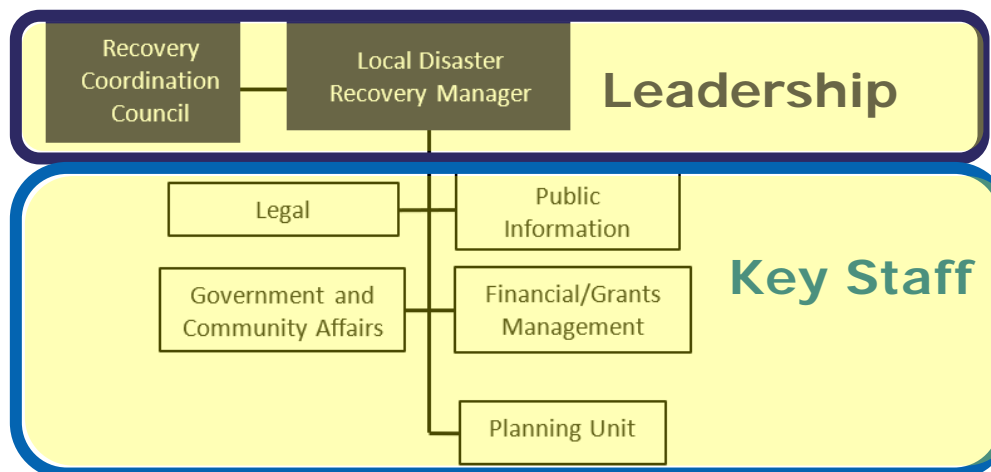 Recovery
Coordination
Council
Local Disaster
Recovery Manager
Leadership
Legal
Public
Information
Key Staff
Government and
Community Affairs
Financial/Grants
Management
Planning Unit